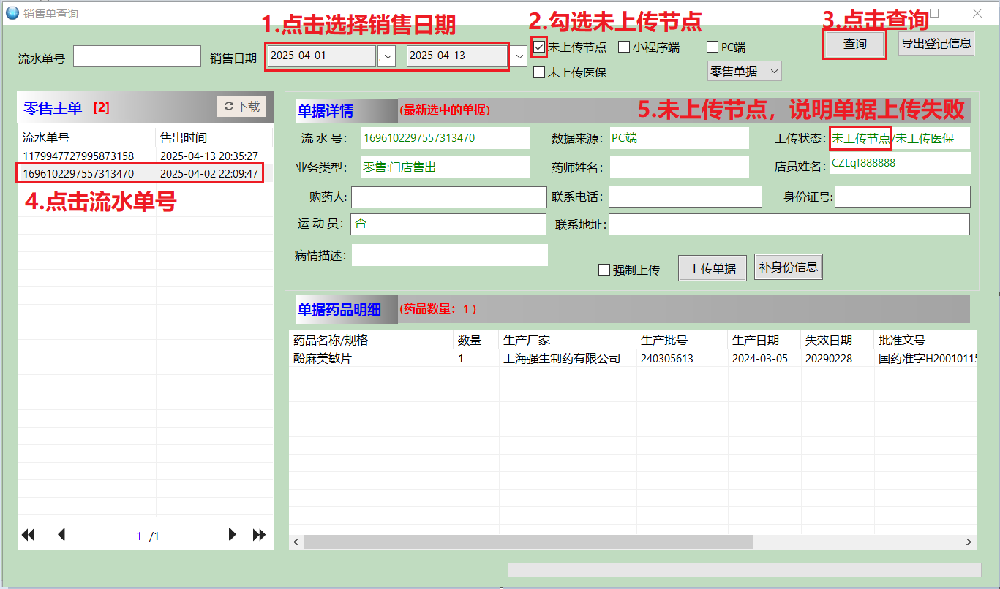 销售单查询
1.点击选择销售日期
2.勾选未上传节点
3.点击查询
流水单号
销售日期
2025-04-01
2025-04-13
未上传节点
小程序端
PC端
查询
导出登记信息
未上传医保
零售单据
零售主单 [2]
下载
流水单号 售出时间
1179947727995873158 2025-04-13 20:35:27
1696102297557313470 2025-04-02 22:09:47
4.点击流水单号
1 /1
单据详情 (最新选中的单据)
5.未上传节点，说明单据上传失败
流 水 号: 1696102297557313470
数据来源: PC端
上传状态: 未上传节点/未上传医保
业务类型: 零售:门店售出
药师姓名:
店员姓名: CZLqf888888
购药人:
联系电话:
身份证号:
运 动 员: 否
联系地址:
病情描述:
强制上传
上传单据
补身份信息
单据药品明细 (药品数量: 1 )
药品名称/规格 数量 生产厂家 生产批号 生产日期 失效日期 批准文号
酚麻美敏片 1 上海强生制药有限公司 240305613 2024-03-05 20290228 国药准字H20010115